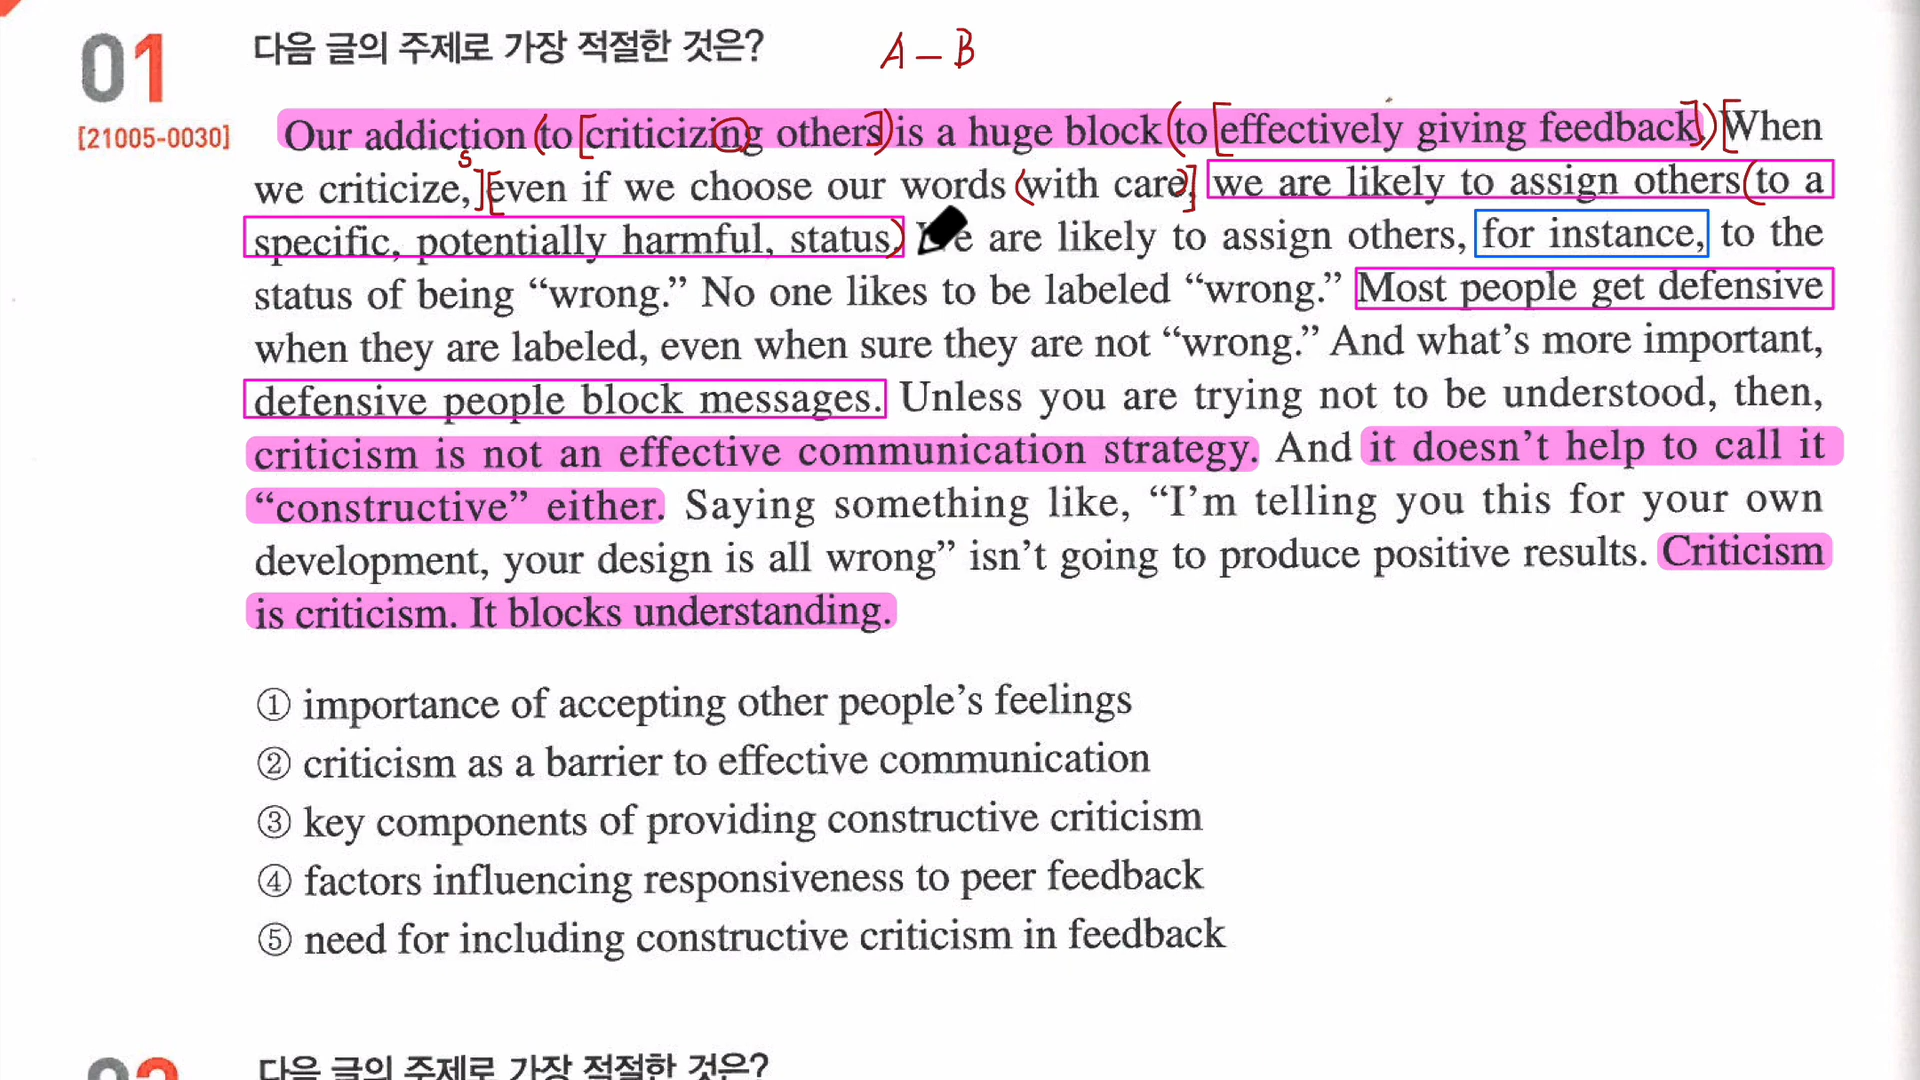 01
다음 글의 주제로 가장 적절한 것은?
A – B
[21005-0030]
Our addiction (to [criticizing others]) is a huge block (to [effectively giving feedback].) [When
s
we criticize,] [even if we choose our words (with care)], we are likely to assign others (to a
specific, potentially harmful, status.) We are likely to assign others, for instance, to the
status of being “wrong.” No one likes to be labeled “wrong.” Most people get defensive
when they are labeled, even when sure they are not “wrong.” And what’s more important,
defensive people block messages. Unless you are trying not to be understood, then,
criticism is not an effective communication strategy. And it doesn’t help to call it
“constructive” either. Saying something like, “I’m telling you this for your own
development, your design is all wrong” isn’t going to produce positive results. Criticism
is criticism. It blocks understanding.
① importance of accepting other people’s feelings
② criticism as a barrier to effective communication
③ key components of providing constructive criticism
④ factors influencing responsiveness to peer feedback
⑤ need for including constructive criticism in feedback
02
다음 글의 주제로 가장 적절한 것은?